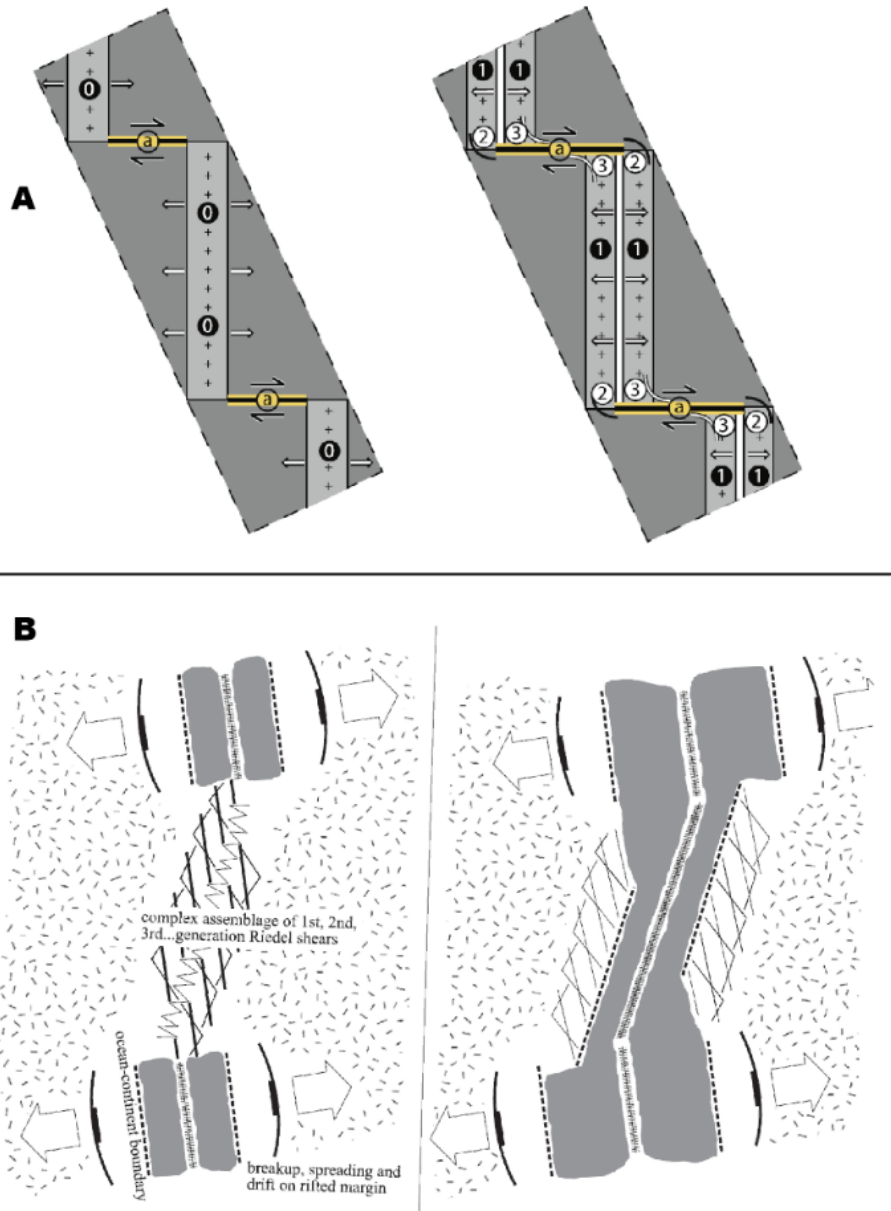 A
0
a
0
0
a
0
1
1
2
3
a
3
2
1
1
2
3
a
3
2
1
1
B
complex assemblage of 1st, 2nd,
3rd...generation Riedel shears
ocean-continent boundary
breakup, spreading and
drift on rifted margin